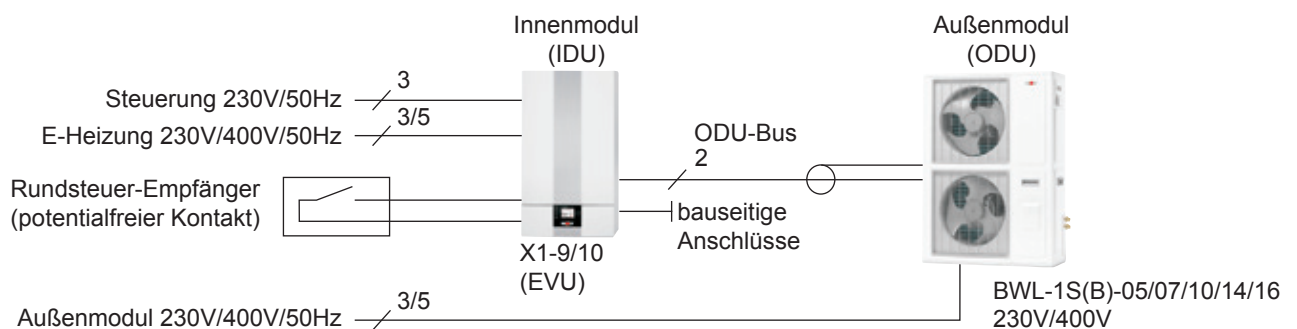 Innenmodul
(IDU)
Außenmodul
(ODU)
Steuerung 230V/50Hz
3
E-Heizung 230V/400V/50Hz
3/5
ODU-Bus
2
Rundsteuer-Empfänger
(potentialfreier Kontakt)
bauseitige
Anschlüsse
X1-9/10
(EVU)
Außenmodul 230V/400V/50Hz
3/5
BWL-1S(B)-05/07/10/14/16
230V/400V